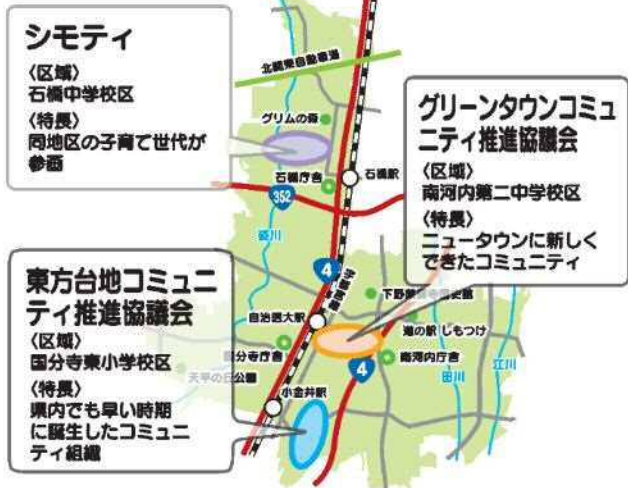 シモティ
〈区域〉
石橋中学校区
〈特長〉
同地区の子育て世代が
参画
北関東自動車道
グリムの森
石橋駅
石橋庁舎
352
姿川
グリーンタウンコミュ
ニティ推進協議会
〈区域〉
南河内第二中学校区
〈特長〉
ニュータウンに新しく
できたコミュニティ
東方台地コミュニ
ティ推進協議会
〈区域〉
国分寺東小学校区
〈特長〉
県内でも早い時期
に誕生したコミュニ
ティ組織
4
宇都宮線
自治医大駅
道の駅 しもつけ
国分寺庁舎
南河内庁舎
4
天平の丘公園
小金井駅
田川
江川